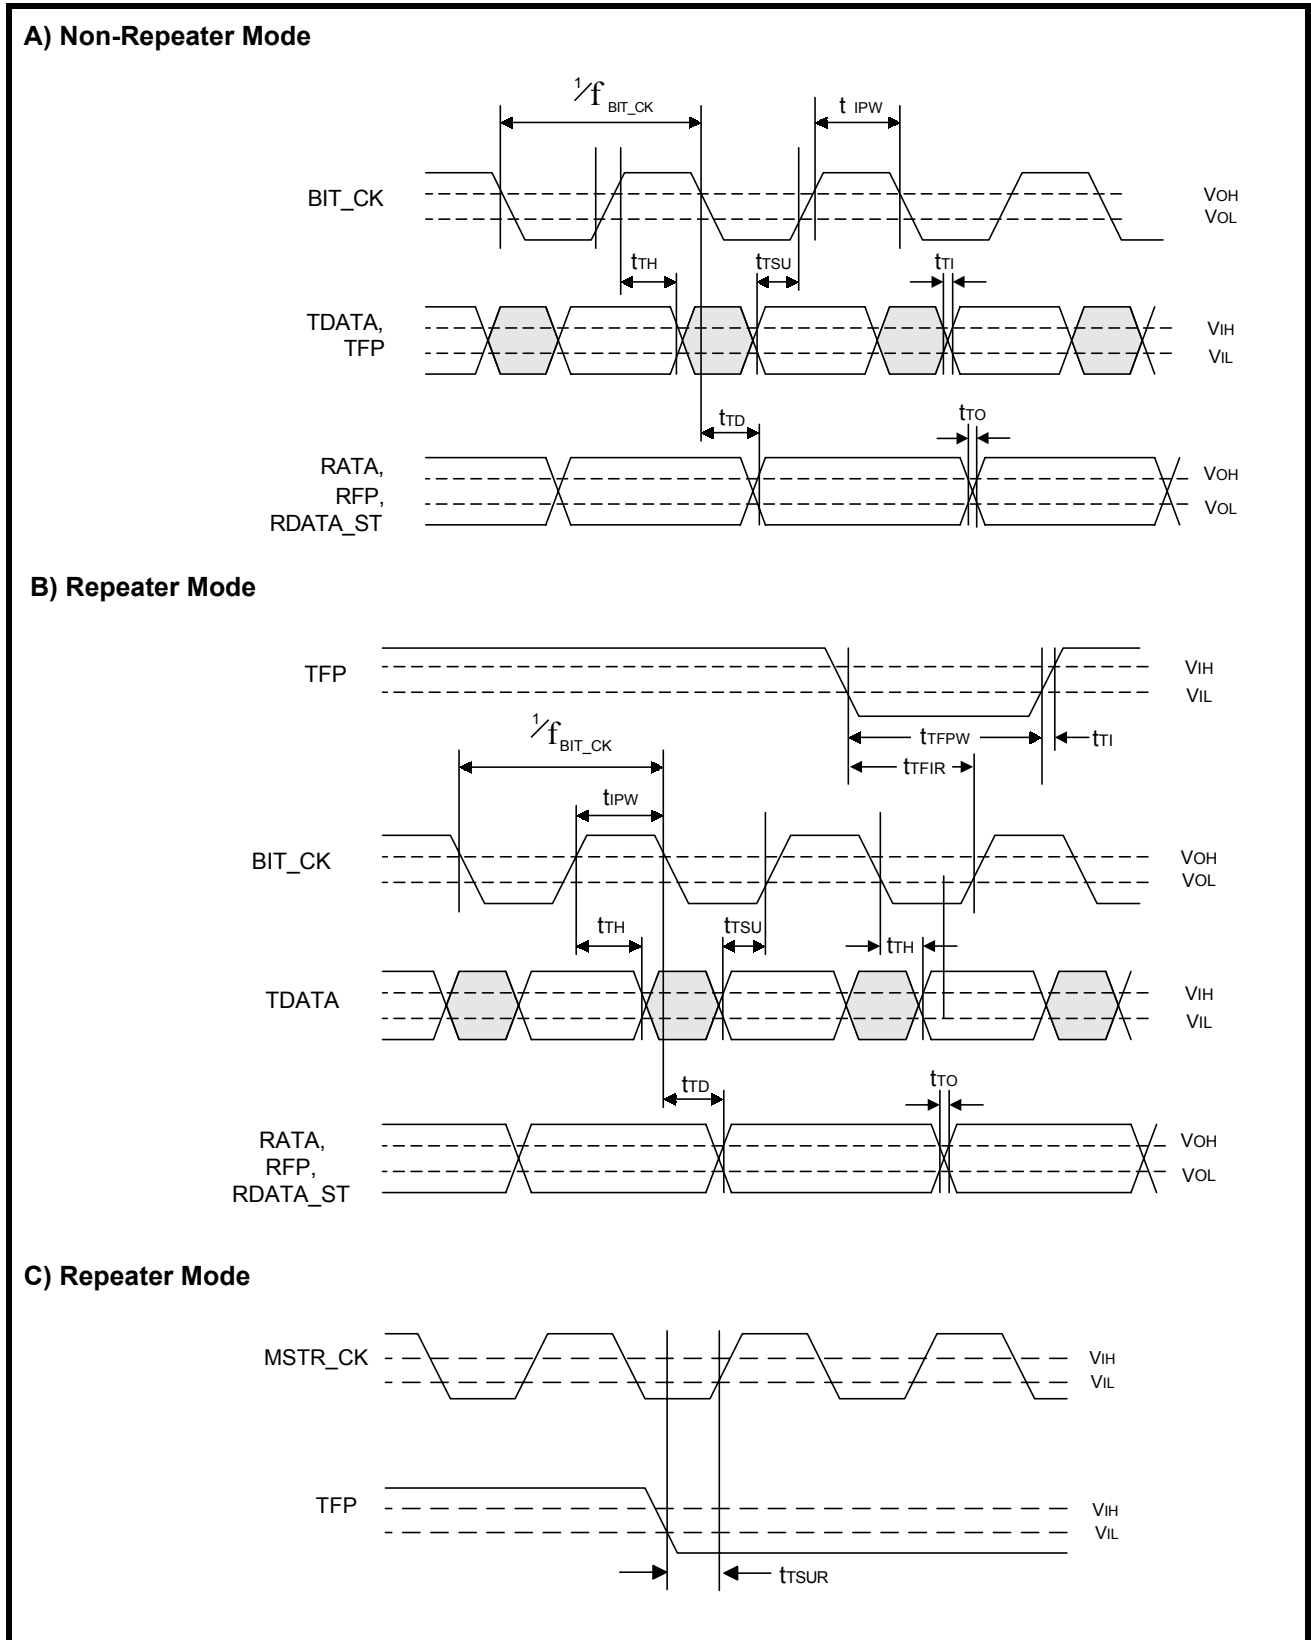 A) Non-Repeater Mode
1/f BIT_CK
t IPW
BIT_CK
VOH
VOL
tTH
tTSU
tTI
TDATA,
TFP
VIH
VIL
tTD
tTO
RATA,
RFP,
RDATA_ST
VOH
VOL
B) Repeater Mode
TFP
VIH
VIL
1/f BIT_CK
tTFPW
tTI
tTFIR
tIPW
BIT_CK
VOH
VOL
tTH
tTSU
tTH
TDATA
VIH
VIL
tTD
tTO
RATA,
RFP,
RDATA_ST
VOH
VOL
C) Repeater Mode
MSTR_CK
VIH
VIL
TFP
VIH
VIL
tTSUR